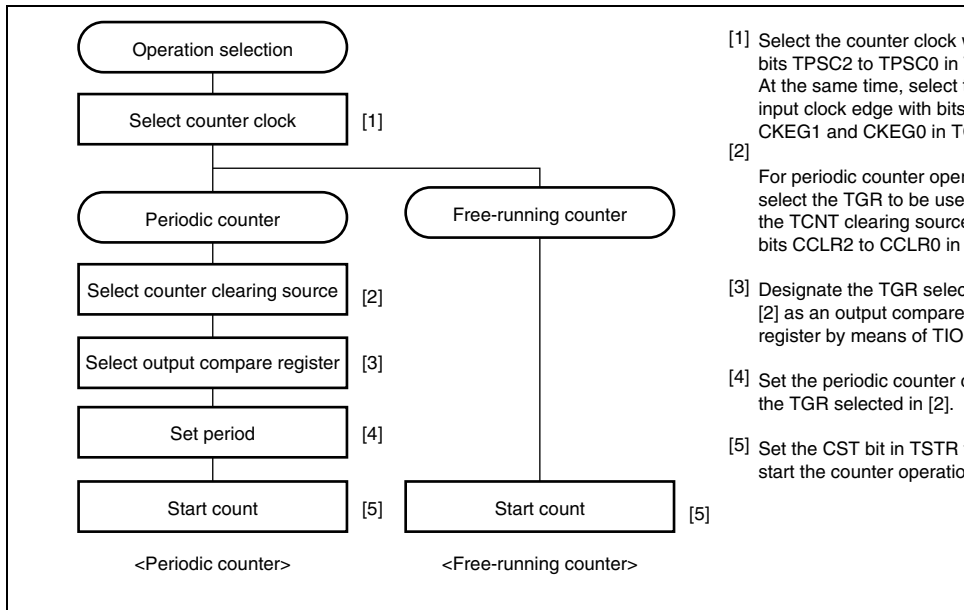 Operation selection
Select counter clock
[1]
Periodic counter
Free-running counter
Select counter clearing source
[2]
Select output compare register
[3]
Set period
[4]
Start count
[5]
Start count
[5]
<Periodic counter>
<Free-running counter>
[1] Select the counter clock
bits TPSC2 to TPSC0 in
At the same time, select
input clock edge with bits
CKEG1 and CKEG0 in
[2]
For periodic counter
select the TGR to be
the TCNT clearing source
bits CCLR2 to CCLR0 in
[3] Designate the TGR
[2] as an output compare
register by means of
[4] Set the periodic counter
the TGR selected in [2].
[5] Set the CST bit in TSTR
start the counter